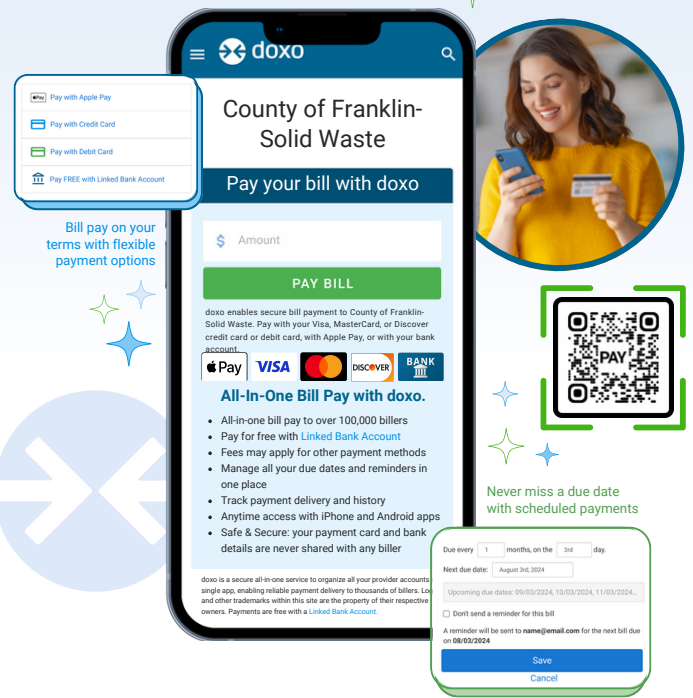 doxo
County of Franklin-
Solid Waste
Pay your bill with doxo
$ Amount
PAY BILL
doxo enables secure bill payment to County of Franklin-
Solid Waste. Pay with your Visa, MasterCard, or Discover
credit card or debit card, with Apple Pay, or with your bank
account.
Pay VISA DISCOVER BANK
All-In-One Bill Pay with doxo.
• All-in-one bill pay to over 100,000 billers
• Pay for free with Linked Bank Account
• Fees may apply for other payment methods
• Manage all your due dates and reminders in
one place
• Track payment delivery and history
• Anytime access with iPhone and Android apps
• Safe & Secure: your payment card and bank
details are never shared with any biller
doxo is a secure all-in-one service to organize all your provider accounts
single app, enabling reliable payment delivery to thousands of billers.
and other trademarks within this site are the property of their respective
owners. Payments are free with a Linked Bank Account.
Pay Pay with Apple Pay
Pay with Credit Card
Pay with Debit Card
Pay FREE with Linked Bank Account
Bill pay on your
terms with flexible
payment options
PAY
Never miss a due date
with scheduled payments
Due every 1 months, on the 3rd day.
Next due date: August 3rd, 2024
Upcoming due dates: 09/03/2024, 10/03/2024, 11/03/2024...
Don't send a reminder for this bill
A reminder will be sent to name@email.com for the next bill due
on 08/03/2024
Save
Cancel